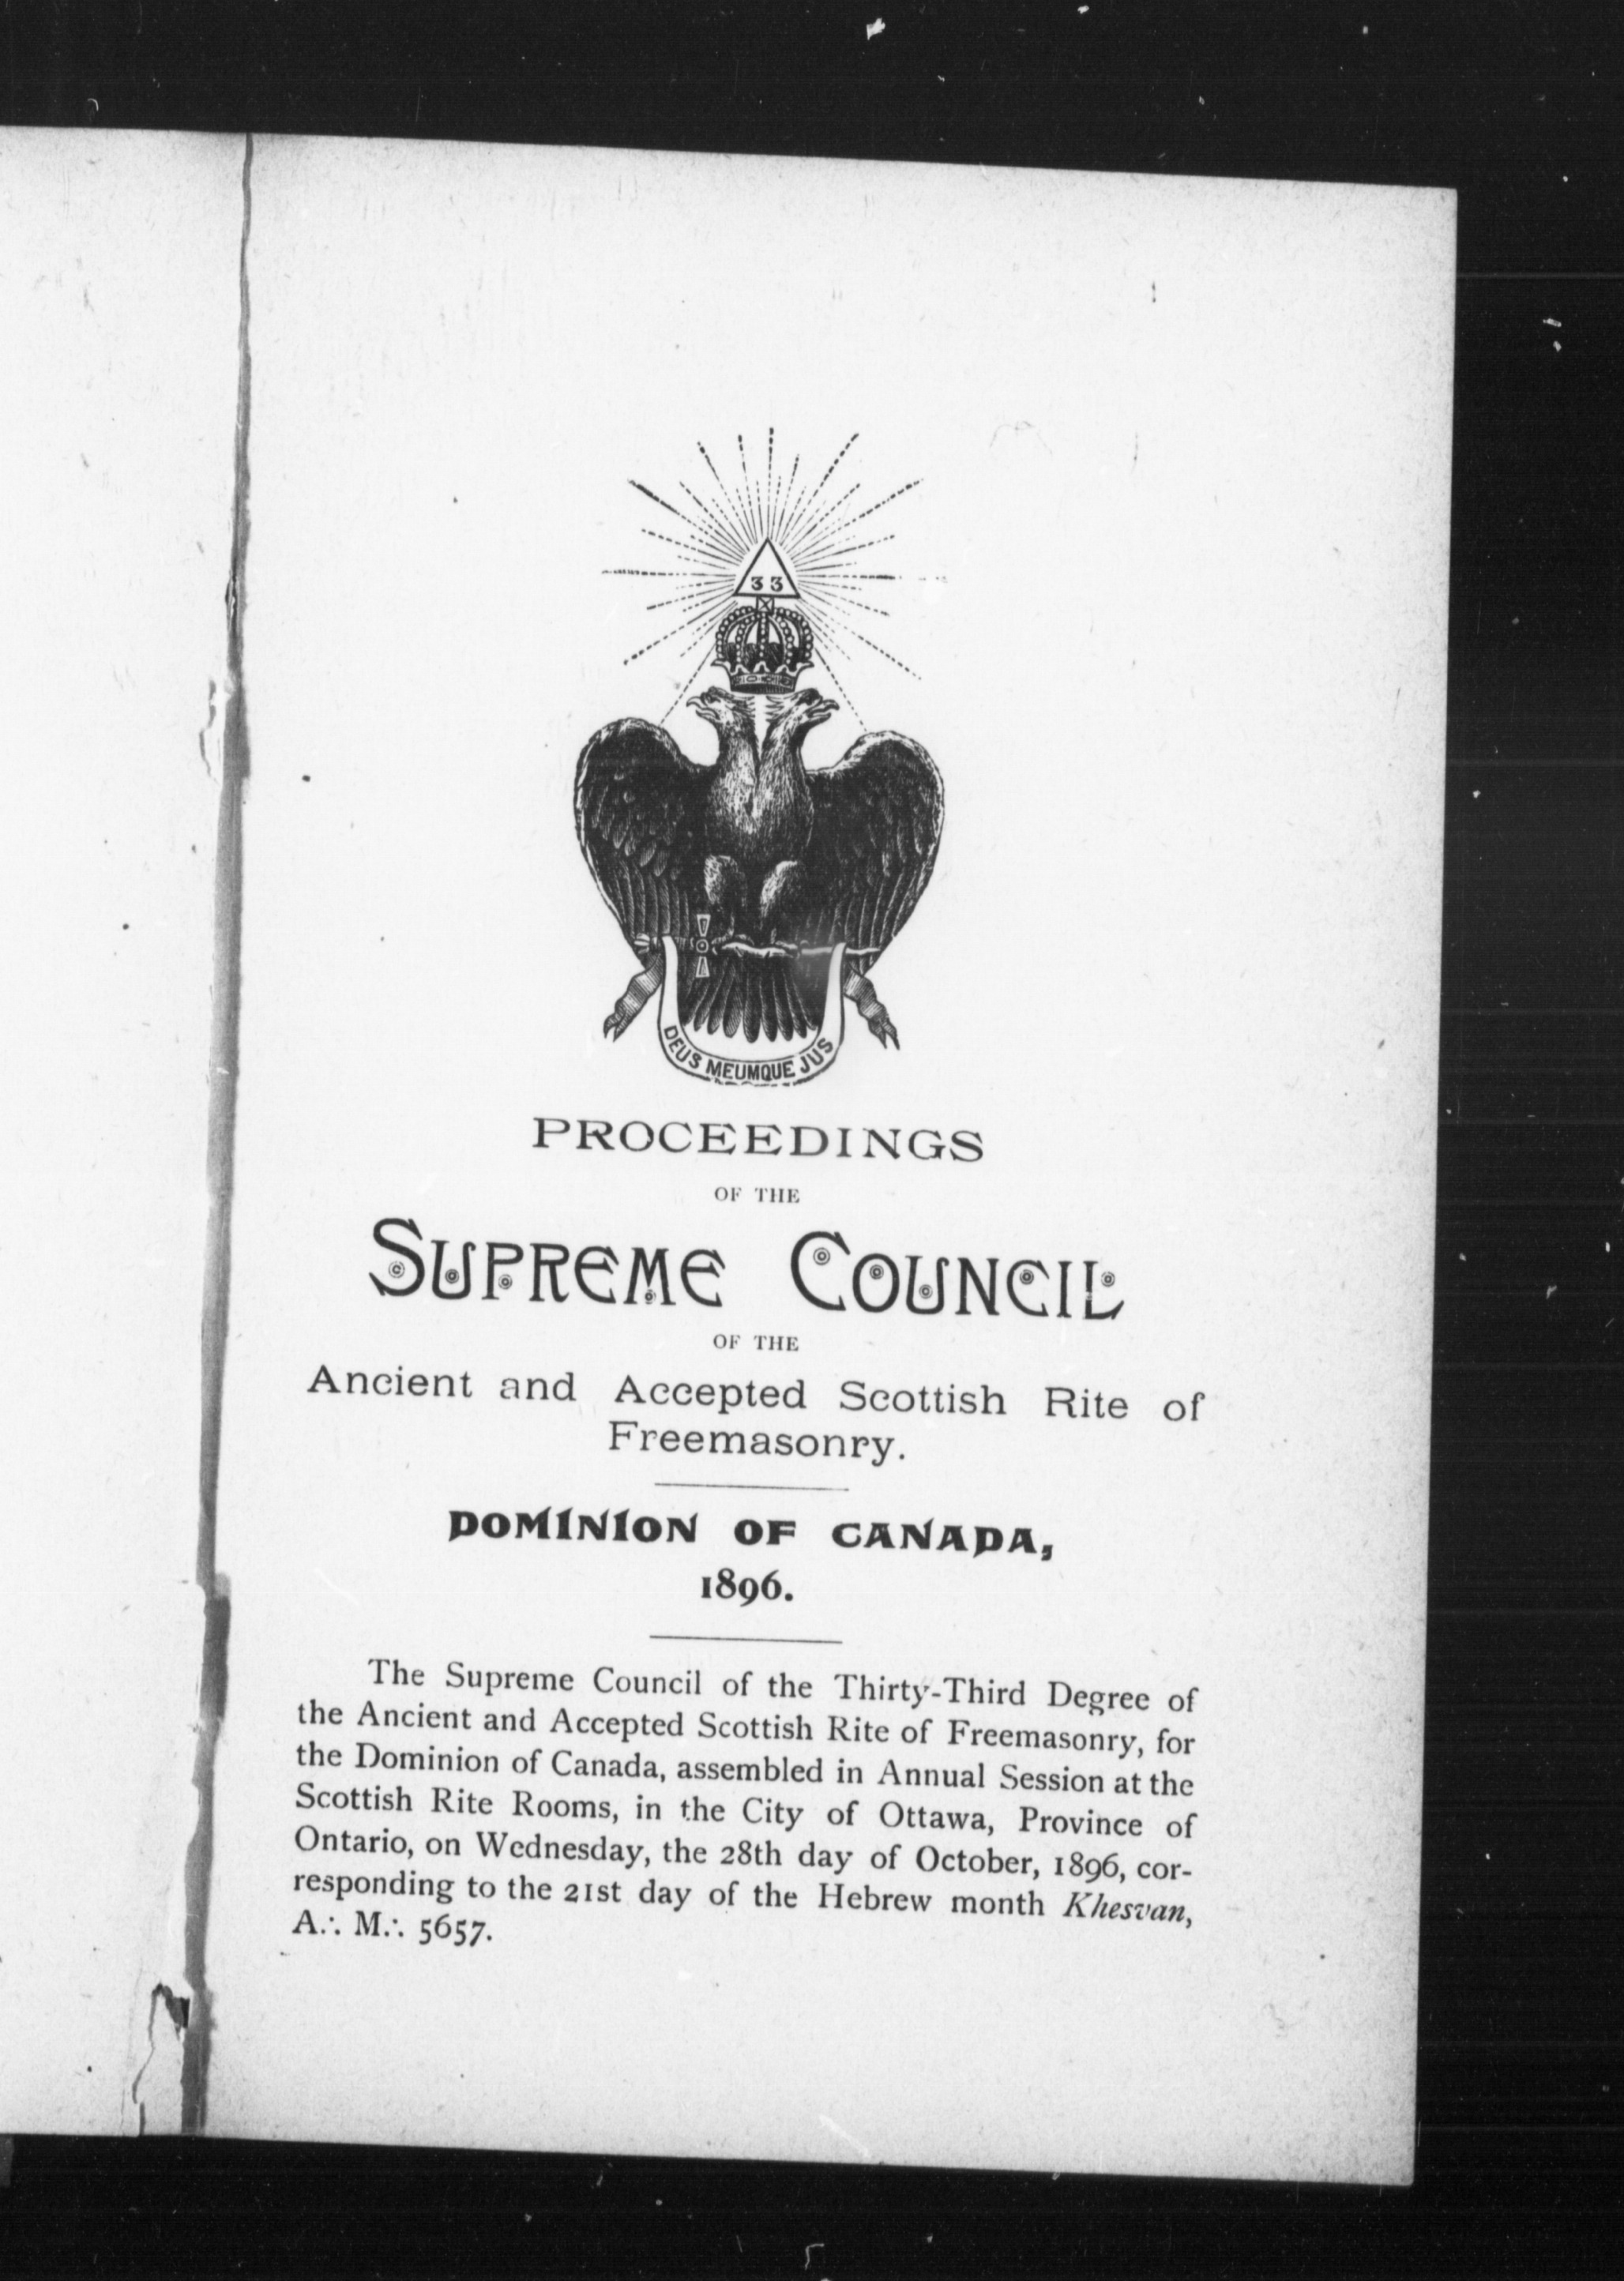 33
DEUS MEUMQUE JUS
PROCEEDINGS
OF THE
SUPREME COUNCIL
OF THE
Ancient and Accepted Scottish Rite of
Freemasonry.
DOMINION OF CANADA,
1896.
The Supreme Council of the Thirty-Third Degree of
the Ancient and Accepted Scottish Rite of Freemasonry, for
the Dominion of Canada, assembled in Annual Session at the
Scottish Rite Rooms, in the City of Ottawa, Province of
Ontario, on Wednesday, the 28th day of October, 1896, cor-
responding to the 21st day of the Hebrew month Khesvan,
A.∴ M.∴ 5657.